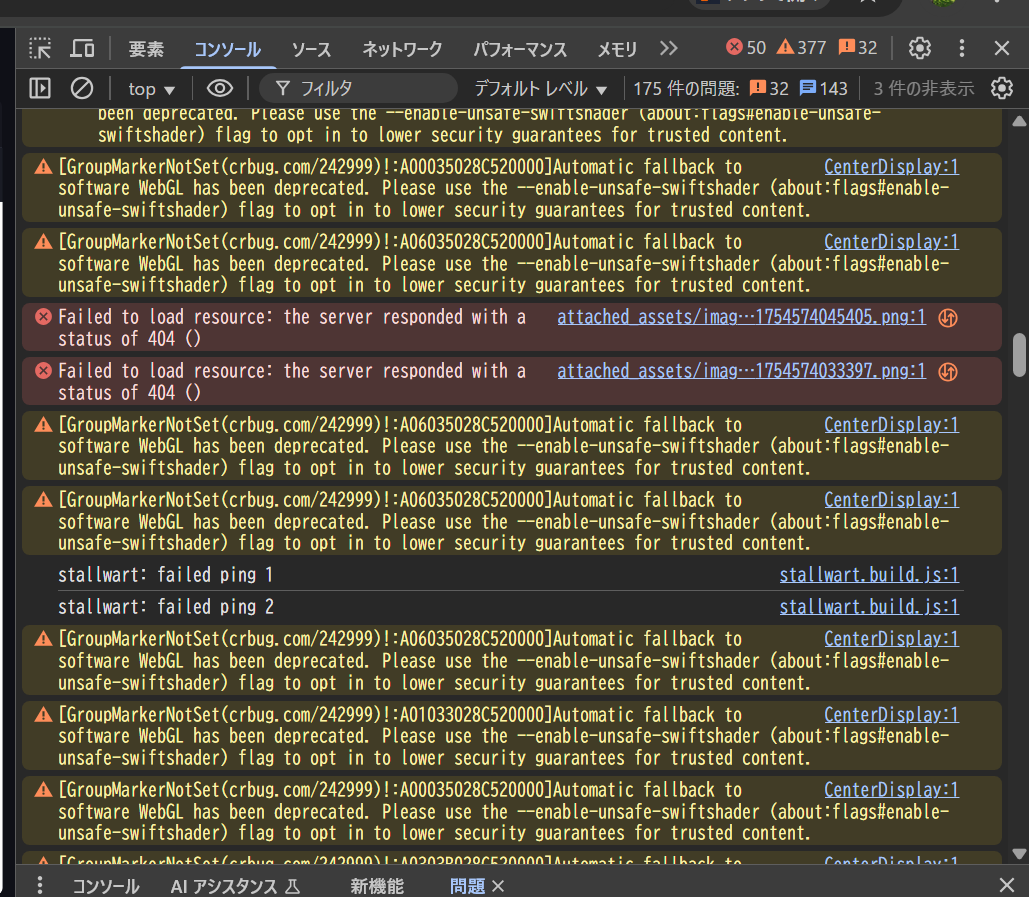 要素 コンソール ソース ネットワーク パフォーマンス メモリ 50 377 32
top ▼ フィルタ デフォルト レベル ▼ 175 件の問題: 32 143 3 件の非表示
been deprecated. Please use the --enable-unsafe-swiftshader (about:flags#enable-unsafe-
swiftshader) flag to opt in to lower security guarantees for trusted content.
[GroupMarkerNotSet(crbug.com/242999)!:A00035028C520000]Automatic fallback to CenterDisplay:1
software WebGL has been deprecated. Please use the --enable-unsafe-swiftshader (about:flags#enable-
unsafe-swiftshader) flag to opt in to lower security guarantees for trusted content.
[GroupMarkerNotSet(crbug.com/242999)!:A06035028C520000]Automatic fallback to CenterDisplay:1
software WebGL has been deprecated. Please use the --enable-unsafe-swiftshader (about:flags#enable-
unsafe-swiftshader) flag to opt in to lower security guarantees for trusted content.
Failed to load resource: the server responded with a attached_assets/imag…1754574045405.png:1
status of 404 ()
Failed to load resource: the server responded with a attached_assets/imag…1754574033397.png:1
status of 404 ()
[GroupMarkerNotSet(crbug.com/242999)!:A06035028C520000]Automatic fallback to CenterDisplay:1
software WebGL has been deprecated. Please use the --enable-unsafe-swiftshader (about:flags#enable-
unsafe-swiftshader) flag to opt in to lower security guarantees for trusted content.
[GroupMarkerNotSet(crbug.com/242999)!:A06035028C520000]Automatic fallback to CenterDisplay:1
software WebGL has been deprecated. Please use the --enable-unsafe-swiftshader (about:flags#enable-
unsafe-swiftshader) flag to opt in to lower security guarantees for trusted content.
stallwart: failed ping 1 stallwart.build.js:1
stallwart: failed ping 2 stallwart.build.js:1
[GroupMarkerNotSet(crbug.com/242999)!:A06035028C520000]Automatic fallback to CenterDisplay:1
software WebGL has been deprecated. Please use the --enable-unsafe-swiftshader (about:flags#enable-
unsafe-swiftshader) flag to opt in to lower security guarantees for trusted content.
[GroupMarkerNotSet(crbug.com/242999)!:A01033028C520000]Automatic fallback to CenterDisplay:1
software WebGL has been deprecated. Please use the --enable-unsafe-swiftshader (about:flags#enable-
unsafe-swiftshader) flag to opt in to lower security guarantees for trusted content.
[GroupMarkerNotSet(crbug.com/242999)!:A00035028C520000]Automatic fallback to CenterDisplay:1
software WebGL has been deprecated. Please use the --enable-unsafe-swiftshader (about:flags#enable-
unsafe-swiftshader) flag to opt in to lower security guarantees for trusted content.
コンソール AI アシスタンス 新機能 問題